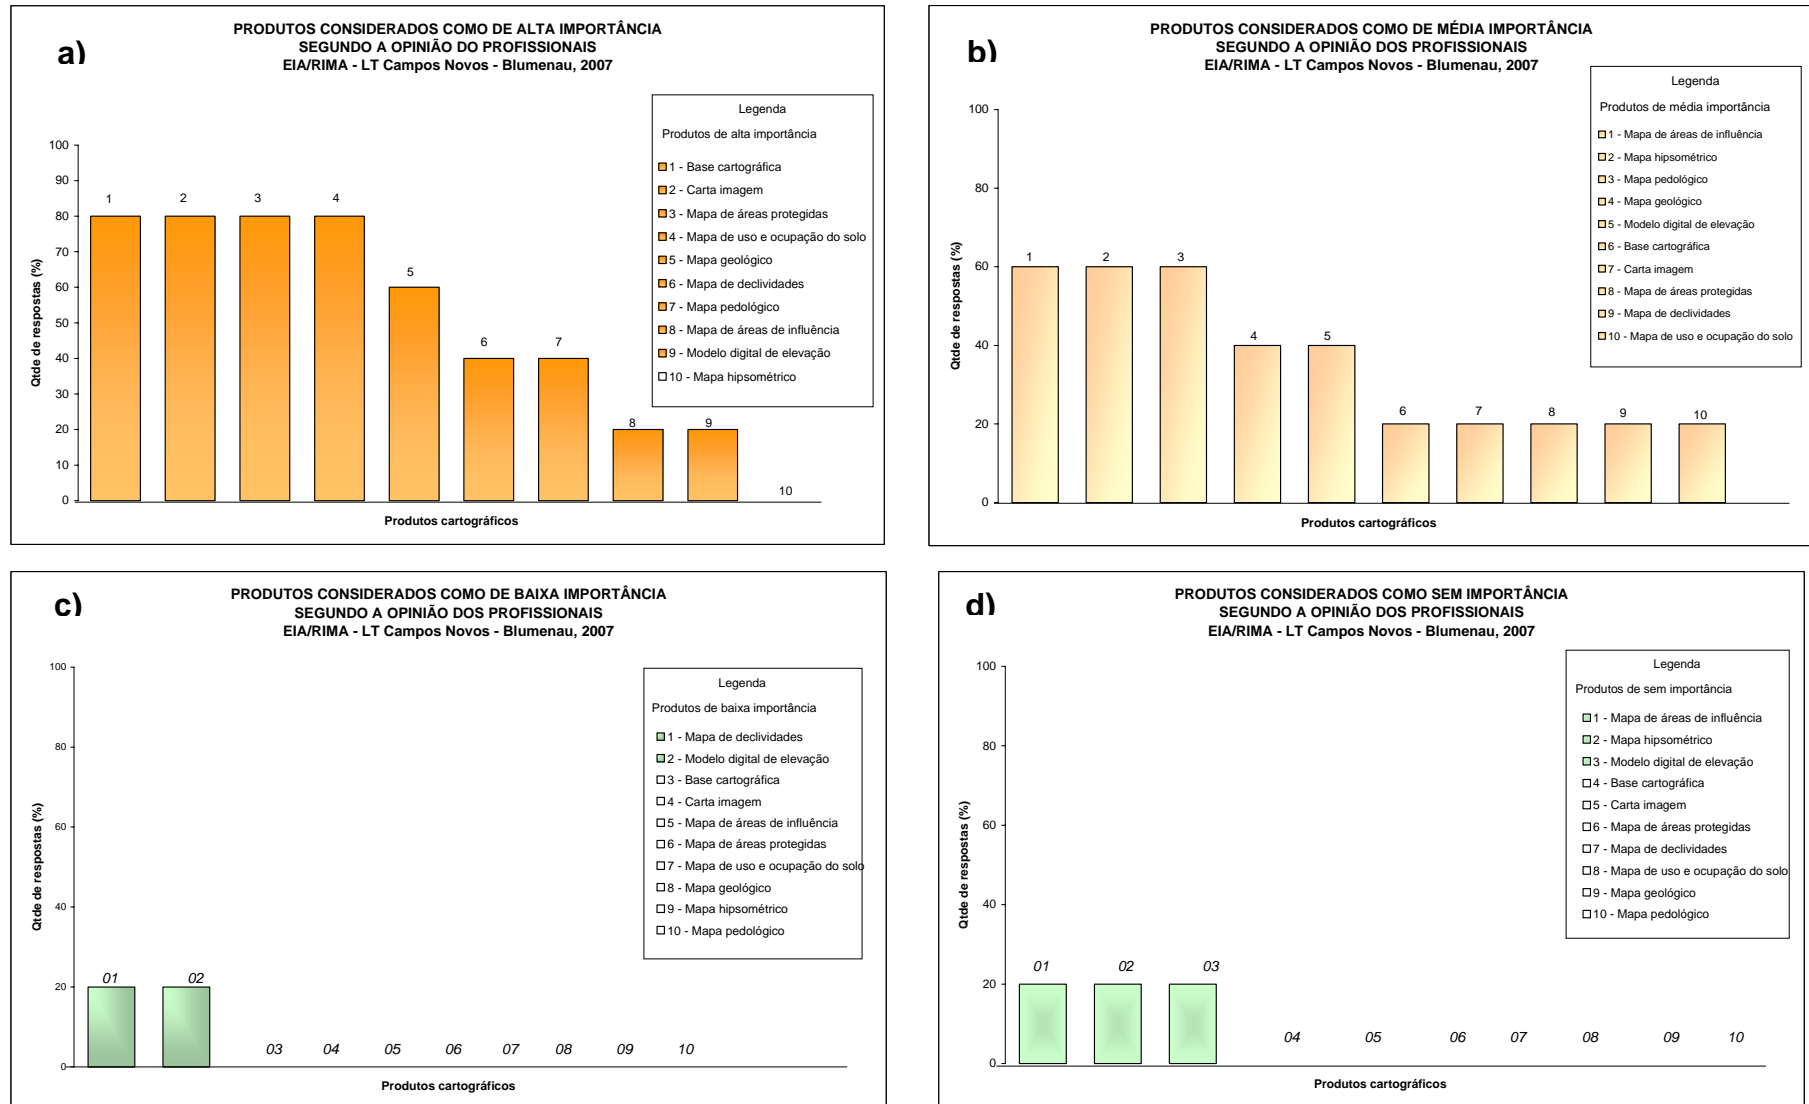 a)
PRODUTOS CONSIDERADOS COMO DE ALTA IMPORTÂNCIA
SEGUNDO A OPINIÃO DO PROFISSIONAIS
EIA/RIMA - LT Campos Novos - Blumenau, 2007
Legenda
Produtos de alta importância
1 - Base cartográfica
2 - Carta imagem
3 - Mapa de áreas protegidas
4 - Mapa de uso e ocupação do solo
5 - Mapa geológico
6 - Mapa de declividades
7 - Mapa pedológico
8 - Mapa de áreas de influência
9 - Modelo digital de elevação
10 - Mapa hipsométrico
Qtde de respostas (%)
100
90
80
70
60
50
40
30
20
10
0
1 2 3 4 5 6 7 8 9 10
Produtos cartográficos
b)
PRODUTOS CONSIDERADOS COMO DE MÉDIA IMPORTÂNCIA
SEGUNDO A OPINIÃO DOS PROFISSIONAIS
EIA/RIMA - LT Campos Novos - Blumenau, 2007
Legenda
Produtos de média importância
1 - Mapa de áreas de influência
2 - Mapa hipsométrico
3 - Mapa pedológico
4 - Mapa geológico
5 - Modelo digital de elevação
6 - Base cartográfica
7 - Carta imagem
8 - Mapa de áreas protegidas
9 - Mapa de declividades
10 - Mapa de uso e ocupação do solo
Qtde de respostas (%)
100
80
60
40
20
0
1 2 3 4 5 6 7 8 9 10
Produtos cartográficos
c)
PRODUTOS CONSIDERADOS COMO DE BAIXA IMPORTÂNCIA
SEGUNDO A OPINIÃO DOS PROFISSIONAIS
EIA/RIMA - LT Campos Novos - Blumenau, 2007
Legenda
Produtos de baixa importância
1 - Mapa de declividades
2 - Modelo digital de elevação
3 - Base cartográfica
4 - Carta imagem
5 - Mapa de áreas de influência
6 - Mapa de áreas protegidas
7 - Mapa de uso e ocupação do solo
8 - Mapa geológico
9 - Mapa hipsométrico
10 - Mapa pedológico
Qtde de respostas (%)
100
80
60
40
20
0
01 02 03 04 05 06 07 08 09 10
Produtos cartográficos
d)
PRODUTOS CONSIDERADOS COMO SEM IMPORTÂNCIA
SEGUNDO A OPINIÃO DOS PROFISSIONAIS
EIA/RIMA - LT Campos Novos - Blumenau, 2007
Legenda
Produtos de sem importância
1 - Mapa de áreas de influência
2 - Mapa hipsométrico
3 - Modelo digital de elevação
4 - Base cartográfica
5 - Carta imagem
6 - Mapa de áreas protegidas
7 - Mapa de declividades
8 - Mapa de uso e ocupação do solo
9 - Mapa geológico
10 - Mapa pedológico
Qtde de respostas (%)
100
80
60
40
20
0
01 02 03 04 05 06 07 08 09 10
Produtos cartográficos